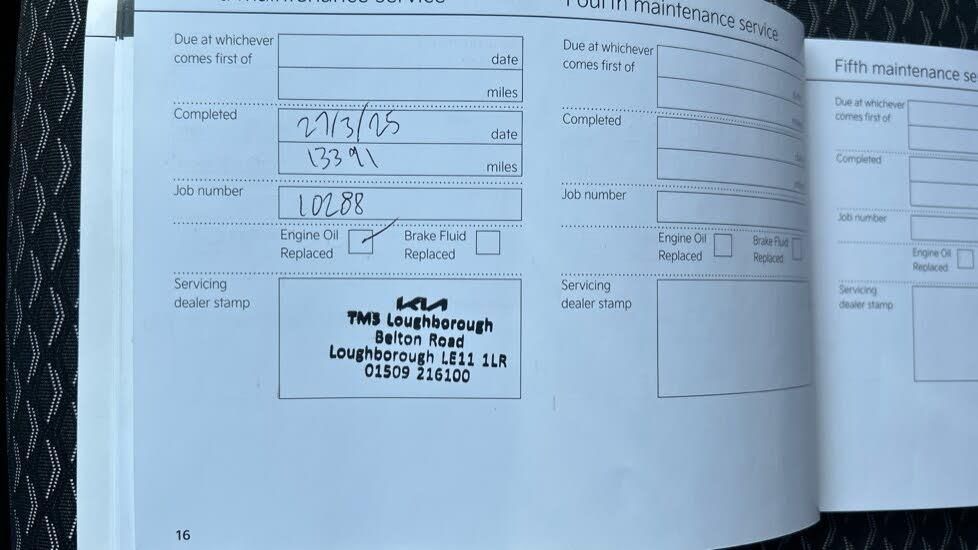 maintenance service
Due at whichever
comes first of
date
miles
Completed
27/3/25
date
13391
miles
Job number
10288
Engine Oil
Replaced
Brake Fluid
Replaced
Servicing
dealer stamp
KIA
TMS Loughborough
Belton Road
Loughborough LE11 1LR
01509 216100
16
Fourth maintenance service
Due at whichever
comes first of
Completed
Job number
Engine Oil
Replaced
Brake Fluid
Replaced
Servicing
dealer stamp
Fifth maintenance se
Due at whichever
comes first of
Completed
Job number
Engine Oil
Replaced
Servicing
dealer stamp